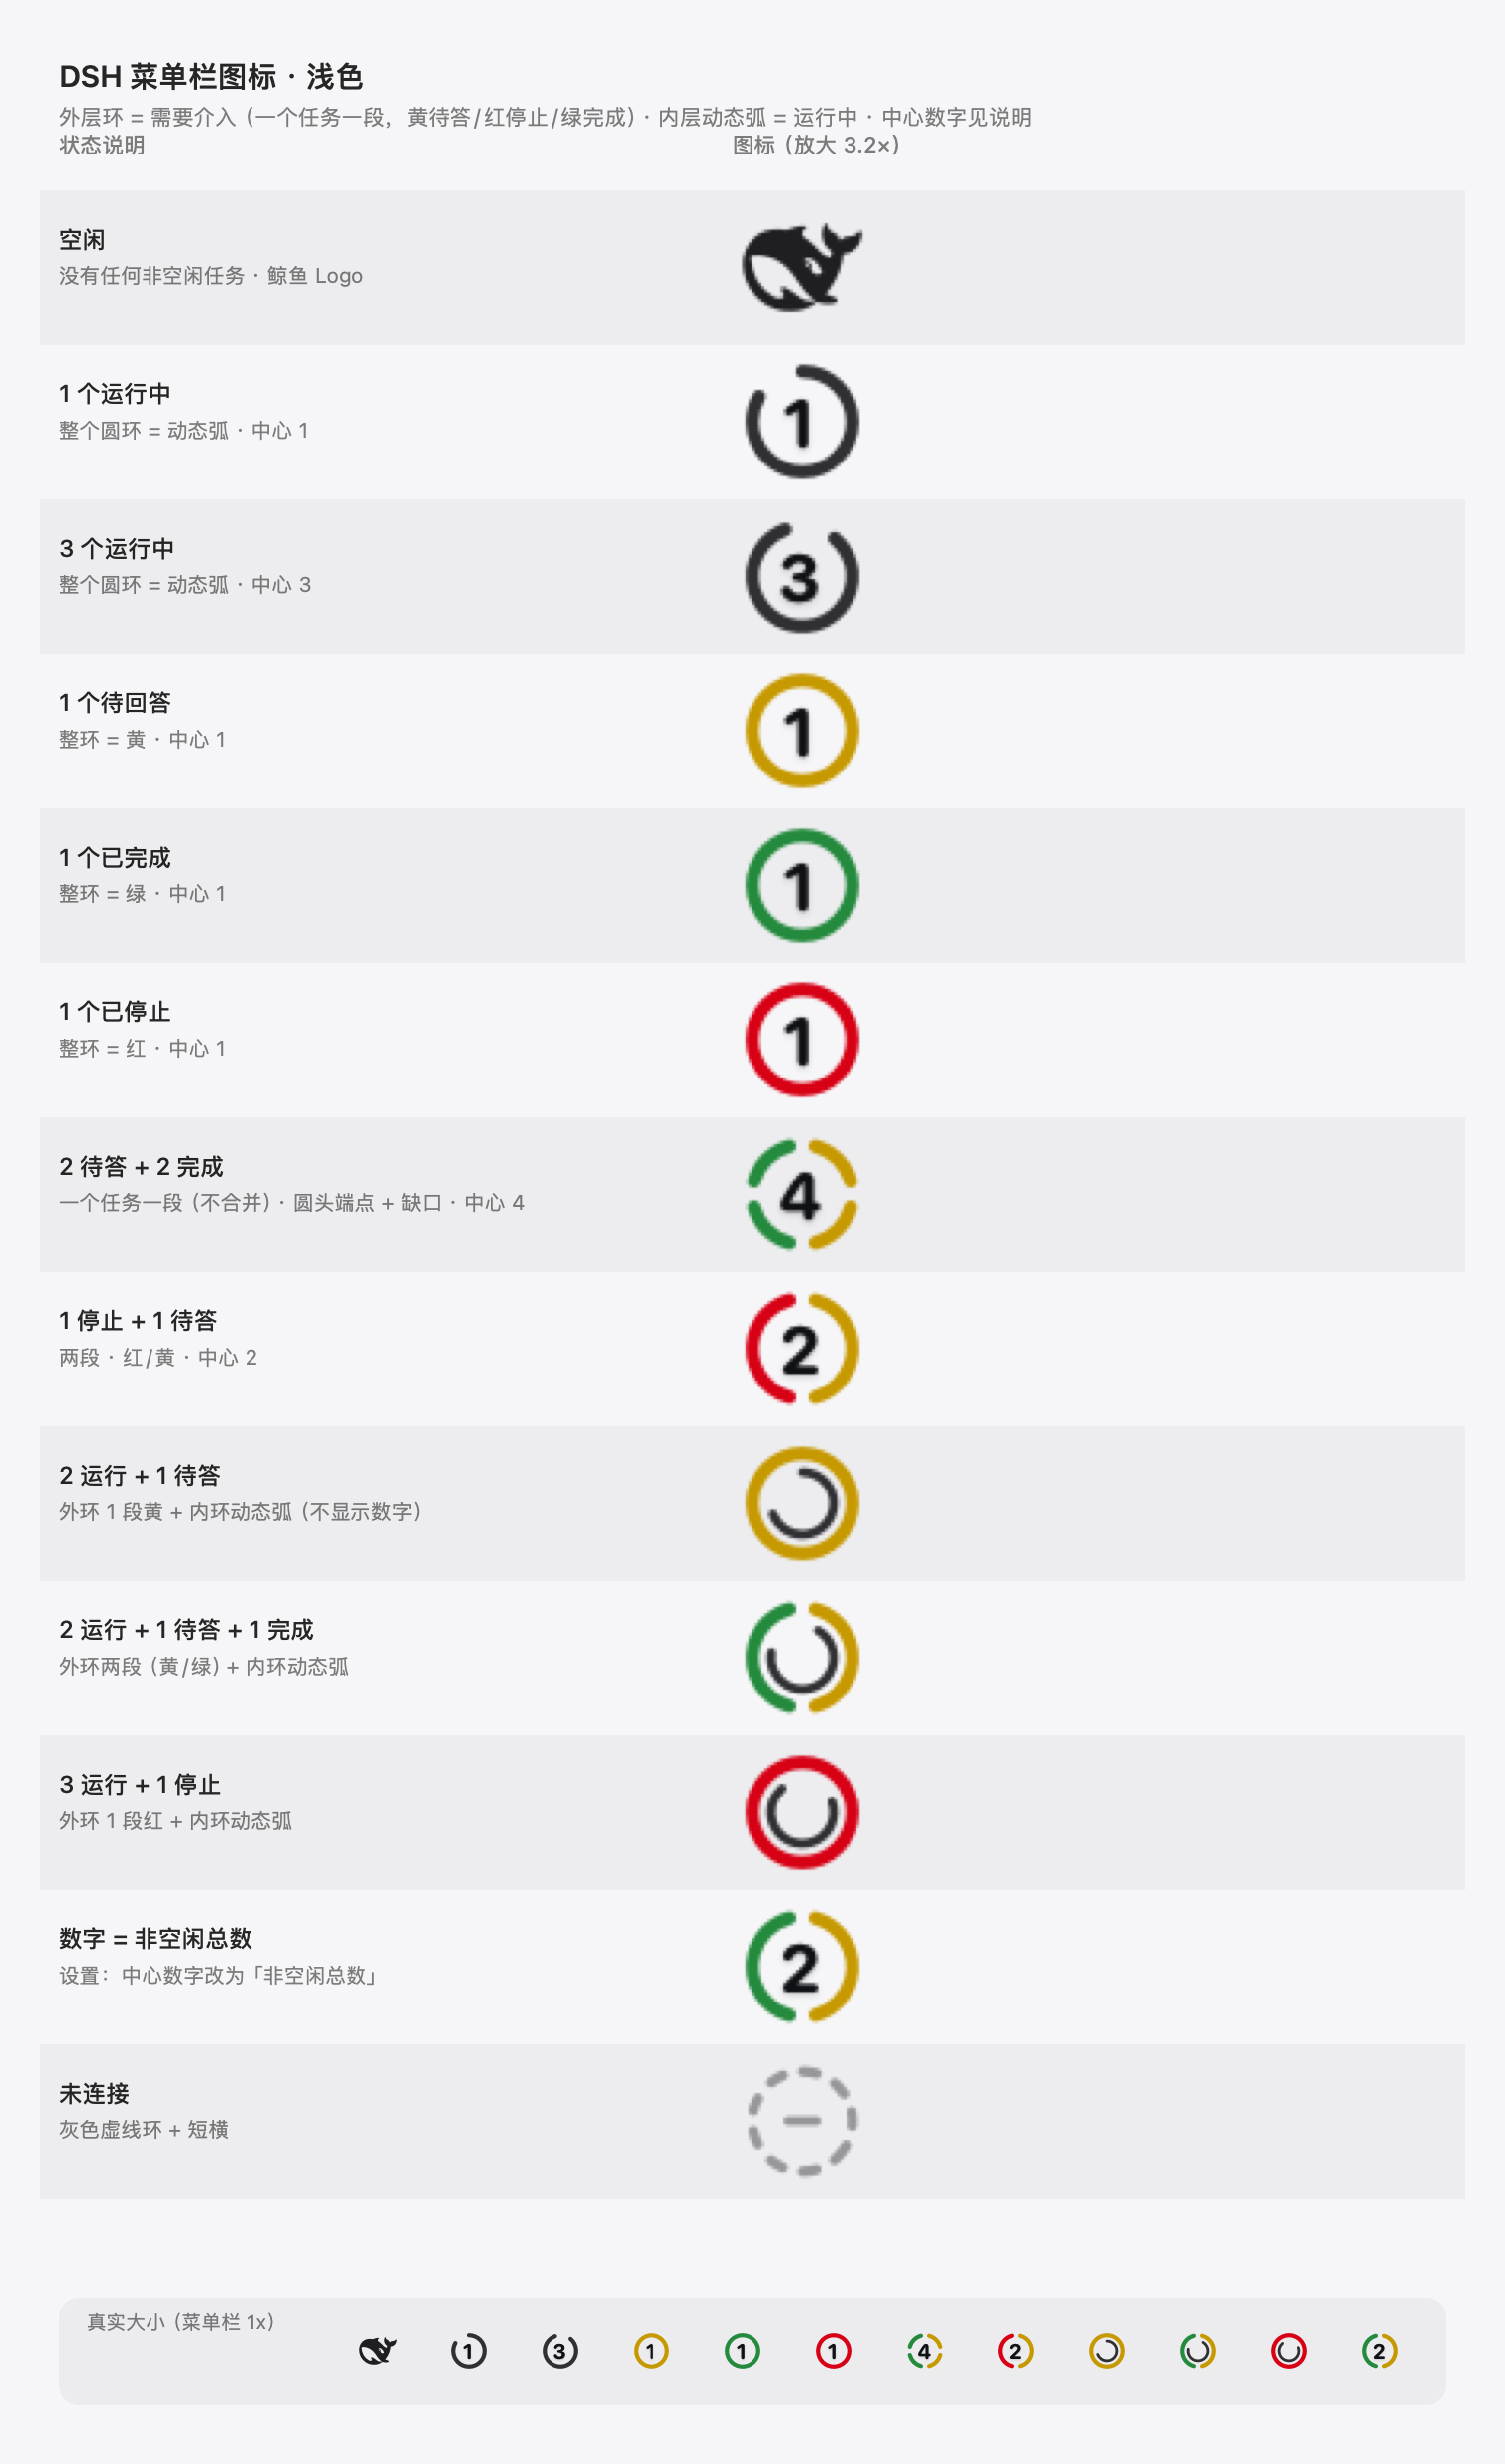 DSH 菜单栏图标 · 浅色
外层环 = 需要介入（一个任务一段，黄待答/红停止/绿完成）· 内层动态弧 = 运行中 · 中心数字见说明
状态说明
图标（放大 3.2×）
空闲
没有任何非空闲任务 · 鲸鱼 Logo
1 个运行中
整个圆环 = 动态弧 · 中心 1
1
3 个运行中
整个圆环 = 动态弧 · 中心 3
3
1 个待回答
整环 = 黄 · 中心 1
1
1 个已完成
整环 = 绿 · 中心 1
1
1 个已停止
整环 = 红 · 中心 1
1
2 待答 + 2 完成
一个任务一段（不合并）· 圆头端点 + 缺口 · 中心 4
4
1 停止 + 1 待答
两段 · 红/黄 · 中心 2
2
2 运行 + 1 待答
外环 1 段黄 + 内环动态弧（不显示数字）
2 运行 + 1 待答 + 1 完成
外环两段（黄/绿）+ 内环动态弧
3 运行 + 1 停止
外环 1 段红 + 内环动态弧
数字 = 非空闲总数
设置：中心数字改为「非空闲总数」
2
未连接
灰色虚线环 + 短横
真实大小（菜单栏 1x）
1 3 1 1 1 4 2 2